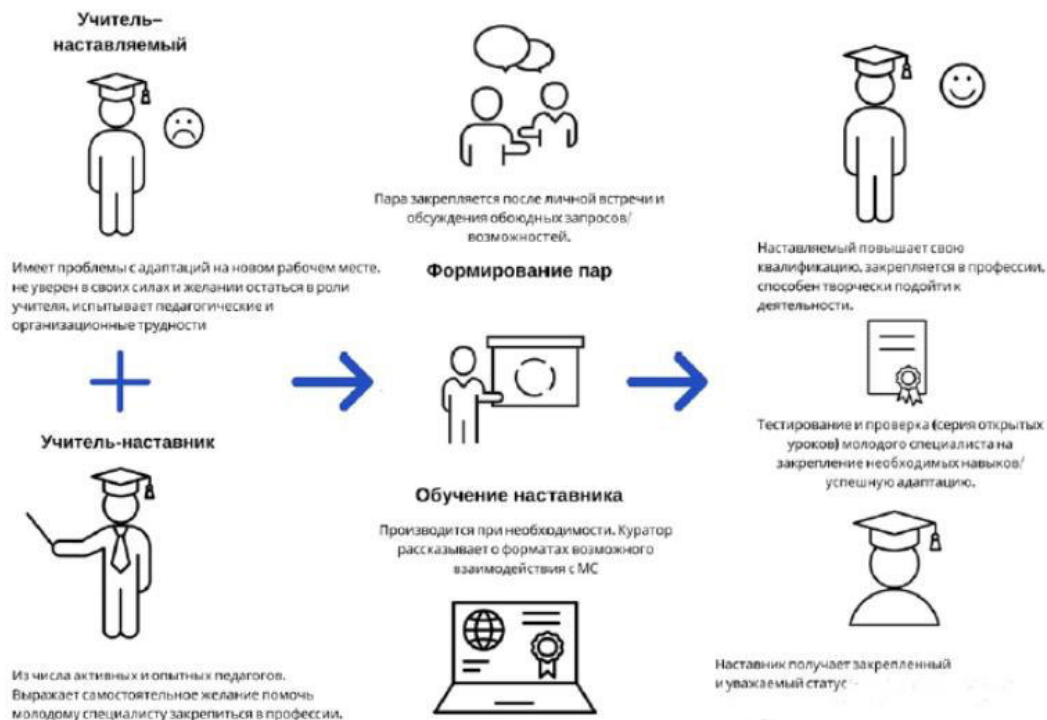 Учитель–
наставляемый
Имеет проблемы с адаптаций на новом рабочем месте,
не уверен в своих силах и желании остаться в роли
учителя, испытывает педагогические и
организационные трудности
Учитель-наставник
Из числа активных и опытных педагогов.
Выражает самостоятельное желание помочь
молодому специалисту закрепиться в профессии.
Пара закрепляется после личной встречи и
обсуждения обоюдных запросов/
возможностей.
Формирование пар
Обучение наставника
Производится при необходимости. Куратор
рассказывает о форматах возможного
взаимодействия с МС
Наставляемый повышает свою
квалификацию, закрепляется в профессии,
способен творчески подойти к
деятельности.
Тестирование и проверка (серия открытых
уроков) молодого специалиста на
закрепление необходимых навыков/
успешную адаптацию.
Наставник получает закрепленный
и уважаемый статус